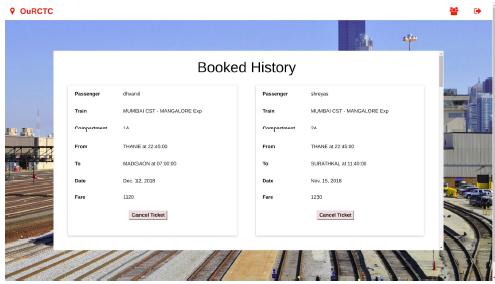 OuRCTC
Booked History
Passenger dhvanil
Train MUMBAI CST - MANGALORE Exp
Compartment 1A
From THANE at 22:45:00
To MADGAON at 07:00:00
Date Dec. 12, 2018
Fare 1120
Cancel Ticket
Passenger shreyas
Train MUMBAI CST - MANGALORE Exp
Compartment 2A
From THANE at 22:45:00
To SURATHKAL at 11:40:00
Date Nov. 15, 2018
Fare 1230
Cancel Ticket